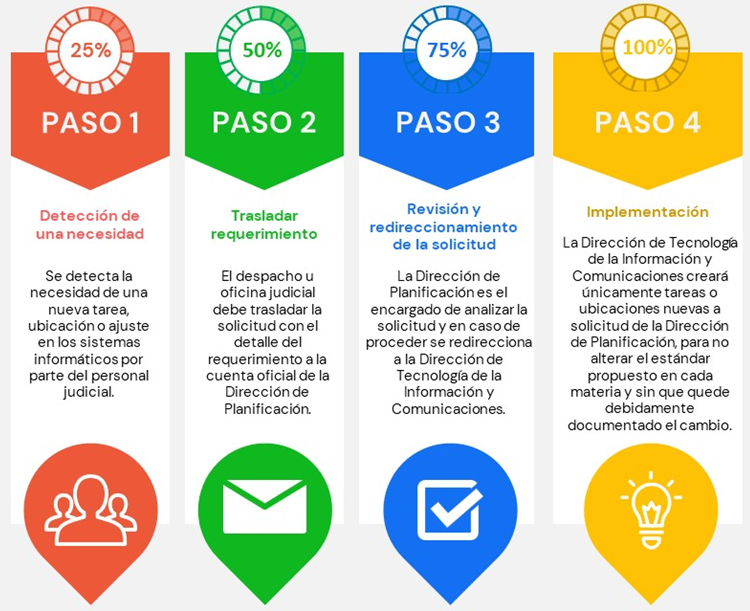 25%
PASO 1
Detección de
una necesidad
Se detecta la
necesidad de una
nueva tarea,
ubicación o ajuste
en los sistemas
informáticos por
parte del personal
judicial.
50%
PASO 2
Trasladar
requerimiento
El despacho u
oficina judicial
debe trasladar la
solicitud con el
detalle del
requerimiento a la
cuenta oficial de la
Dirección de
Planificación.
75%
PASO 3
Revisión y
redireccionamiento
de la solicitud
La Dirección de
Planificación es el
encargado de analizar la
solicitud y en caso de
proceder se redirecciona
a la Dirección de
Tecnología de la
Información y
Comunicaciones.
100%
PASO 4
Implementación
La Dirección de Tecnología
de la Información y
Comunicaciones creará
únicamente tareas o
ubicaciones nuevas a
solicitud de la Dirección
de Planificación, para no
alterar el estándar
propuesto en cada
materia y sin que quede
debidamente
documentado el cambio.